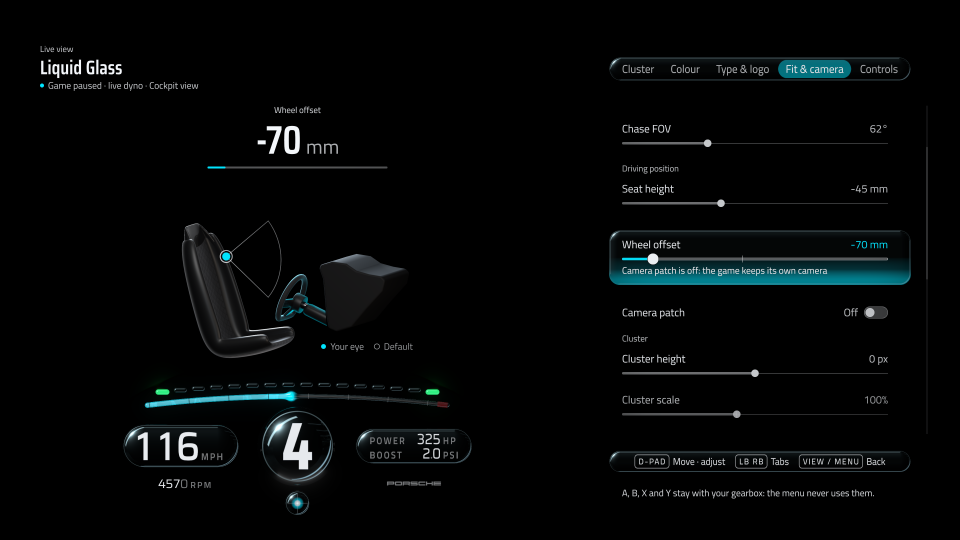 Live view
Liquid Glass
Game paused · live dyno · Cockpit view
Wheel offset
-70 mm
Your eye
Default
116 MPH
4570 RPM
4
POWER 325 HP
BOOST 2.0 PSI
PORSCHE
Cluster Colour Type & logo Fit & camera Controls
Chase FOV 62°
Driving position
Seat height -45 mm
Wheel offset -70 mm
Camera patch is off: the game keeps its own camera
Camera patch Off
Cluster
Cluster height 0 px
Cluster scale 100%
D-PAD Move · adjust LB RB Tabs VIEW / MENU Back
A, B, X and Y stay with your gearbox: the menu never uses them.